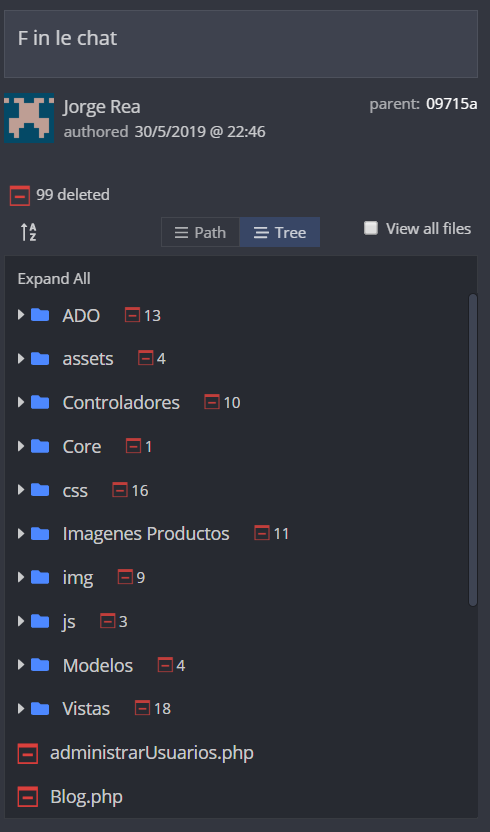 F in le chat
Jorge Rea
parent: 09715a
authored 30/5/2019 @ 22:46
99 deleted
A Z
Path
Tree
View all files
Expand All
ADO 13
assets 4
Controladores 10
Core 1
css 16
Imagenes Productos 11
img 9
js 3
Modelos 4
Vistas 18
administrarUsuarios.php
Blog.php